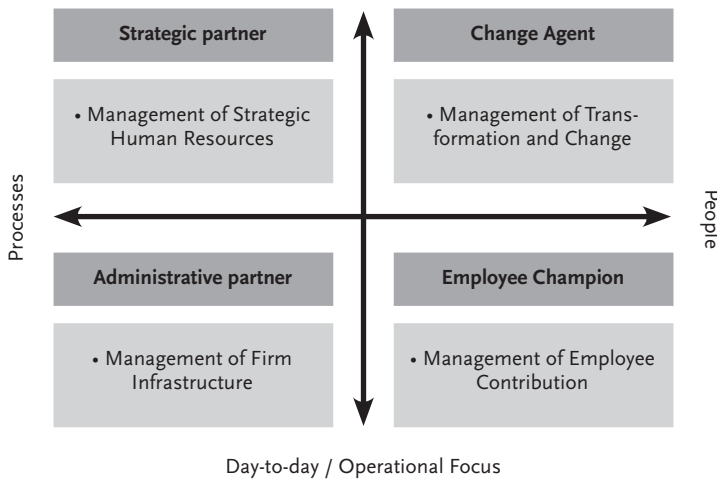 Strategic partner
Change Agent
• Management of Strategic
Human Resources
• Management of Trans-
formation and Change
Processes
People
Administrative partner
Employee Champion
• Management of Firm
Infrastructure
• Management of Employee
Contribution
Day-to-day / Operational Focus